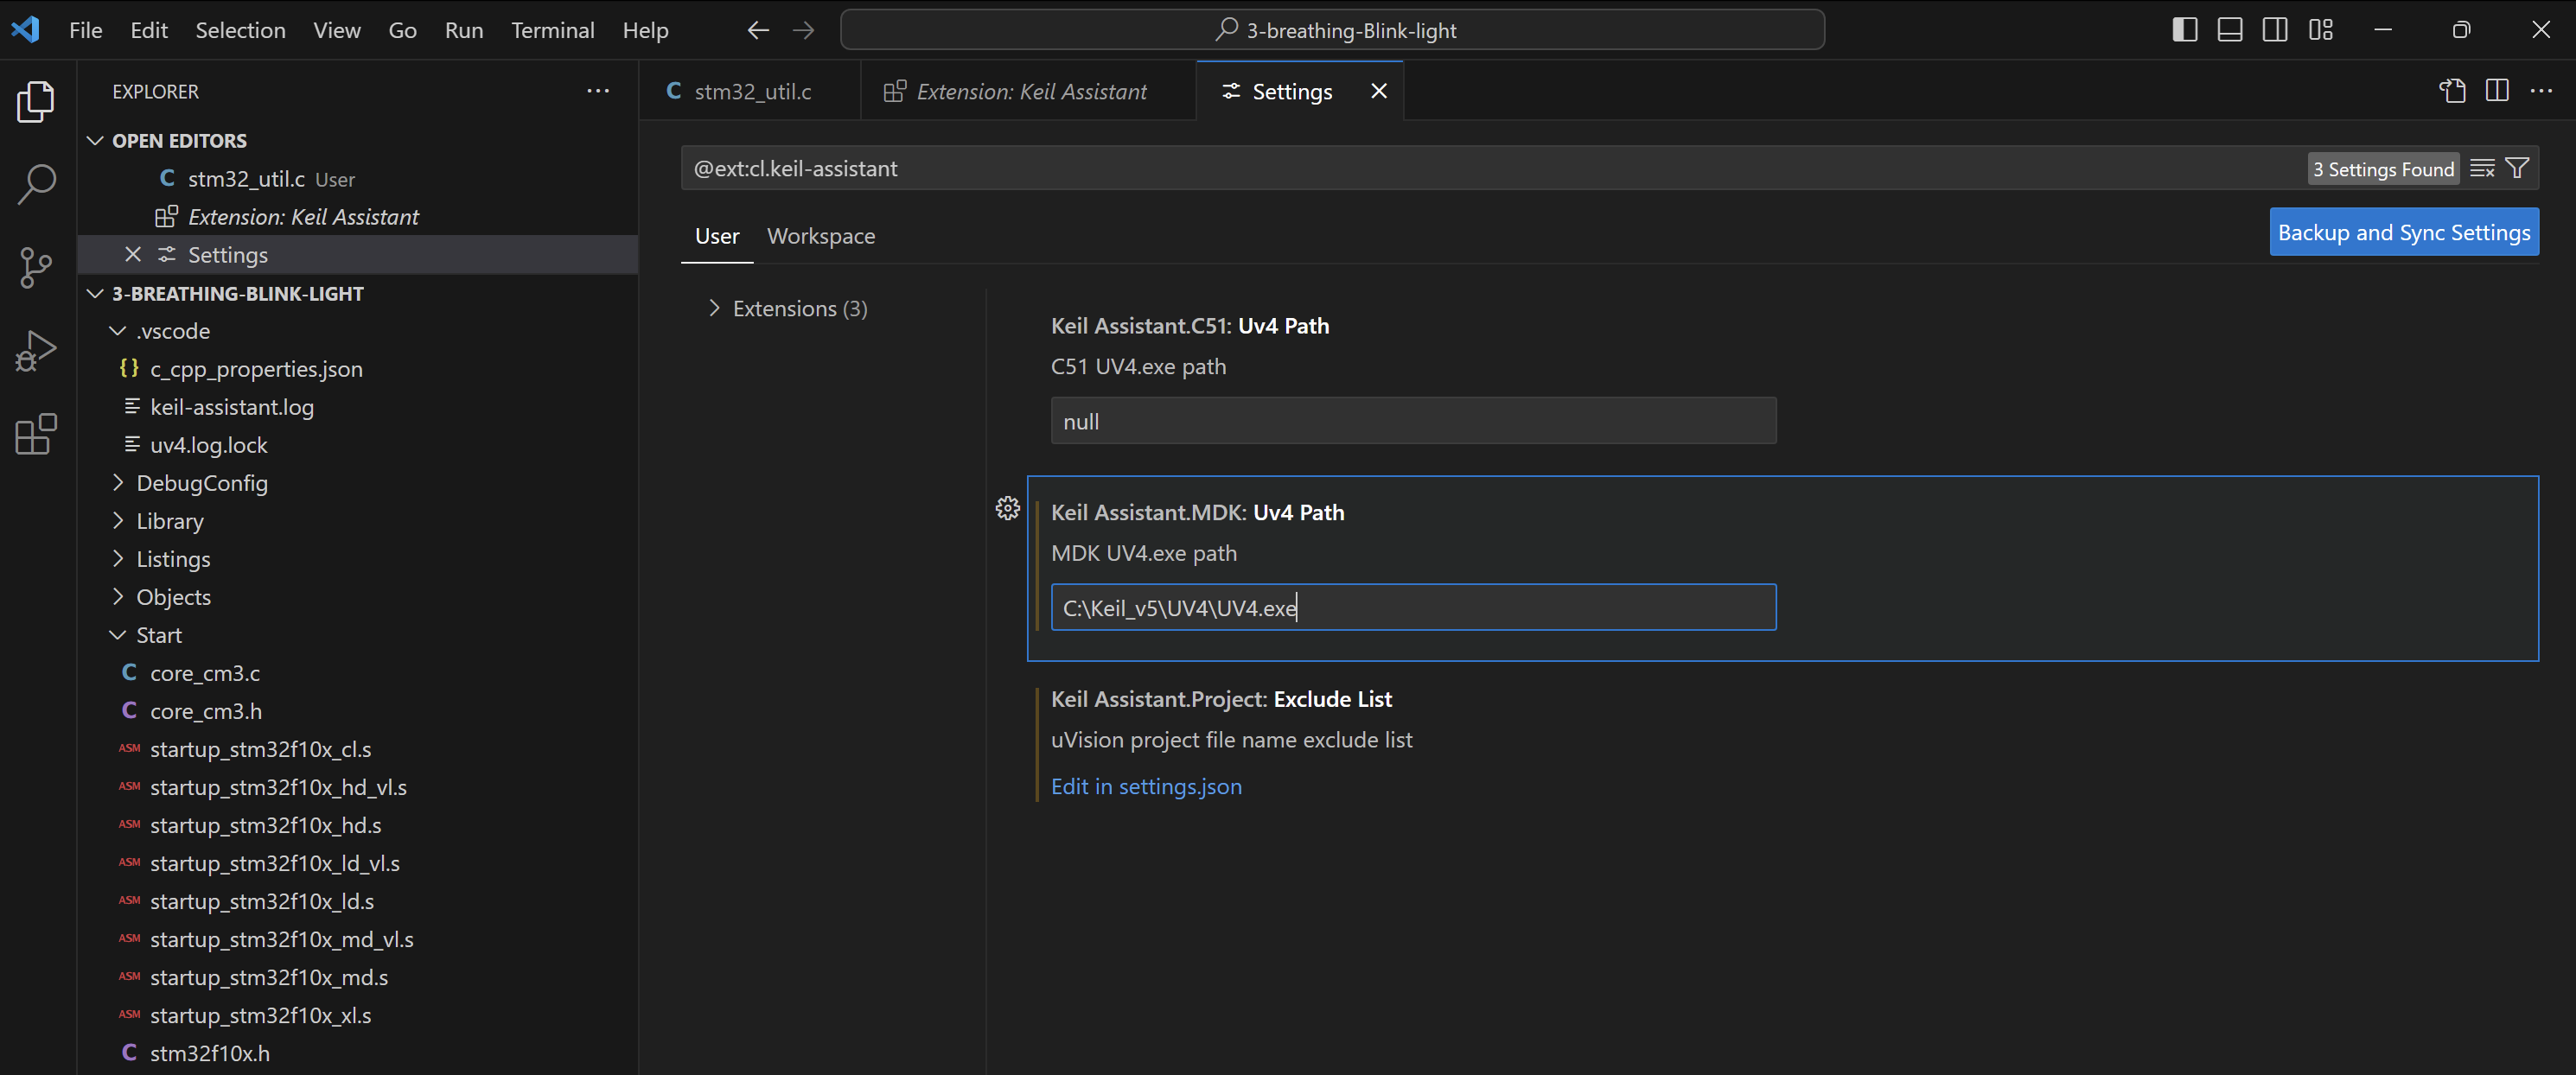 File Edit Selection View Go Run Terminal Help
3-breathing-Blink-light
EXPLORER
OPEN EDITORS
C stm32_util.c User
Extension: Keil Assistant
Settings
3-BREATHING-BLINK-LIGHT
.vscode
{} c_cpp_properties.json
keil-assistant.log
uv4.log.lock
DebugConfig
Library
Listings
Objects
Start
C core_cm3.c
C core_cm3.h
ASM startup_stm32f10x_cl.s
ASM startup_stm32f10x_hd_vl.s
ASM startup_stm32f10x_hd.s
ASM startup_stm32f10x_ld_vl.s
ASM startup_stm32f10x_ld.s
ASM startup_stm32f10x_md_vl.s
ASM startup_stm32f10x_md.s
ASM startup_stm32f10x_xl.s
C stm32f10x.h
C stm32_util.c
Extension: Keil Assistant
Settings
@ext:cl.keil-assistant
3 Settings Found
User Workspace
Backup and Sync Settings
Extensions (3)
Keil Assistant.C51: Uv4 Path
C51 UV4.exe path
null
Keil Assistant.MDK: Uv4 Path
MDK UV4.exe path
C:\Keil_v5\UV4\UV4.exe
Keil Assistant.Project: Exclude List
uVision project file name exclude list
Edit in settings.json